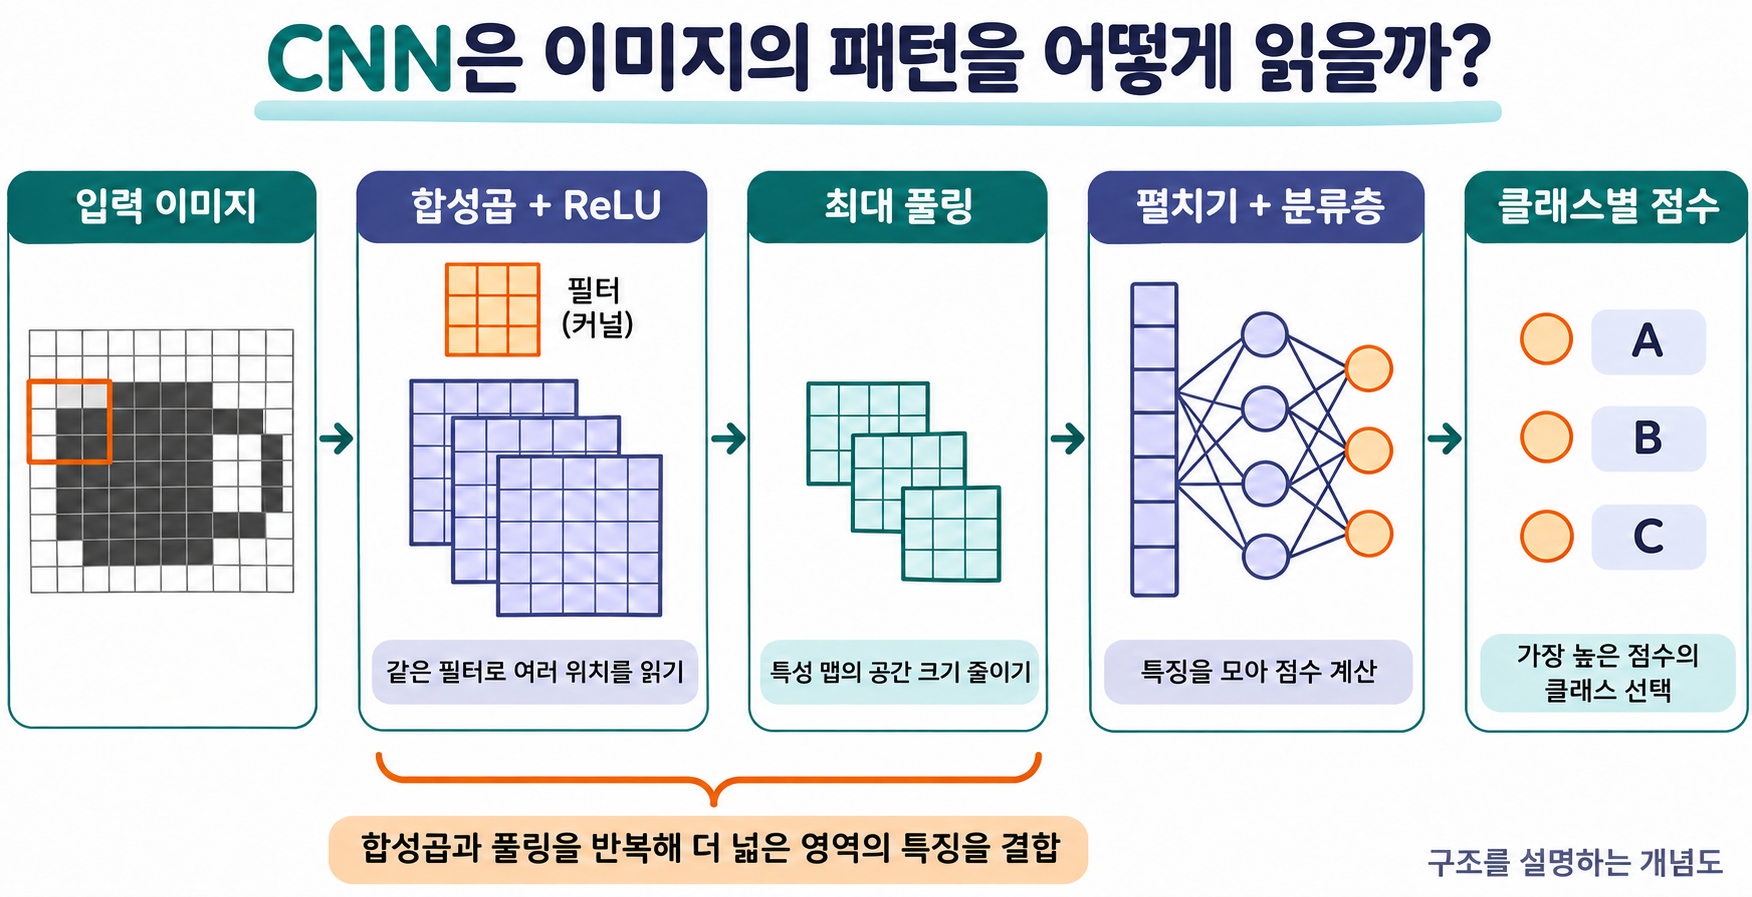 CNN은 이미지의 패턴을 어떻게 읽을까?
입력 이미지
합성곱 + ReLU
필터
(커널)
같은 필터로 여러 위치를 읽기
최대 풀링
특성 맵의 공간 크기 줄이기
펼치기 + 분류층
특징을 모아 점수 계산
클래스별 점수
A
B
C
가장 높은 점수의
클래스 선택
합성곱과 풀링을 반복해 더 넓은 영역의 특징을 결합
구조를 설명하는 개념도